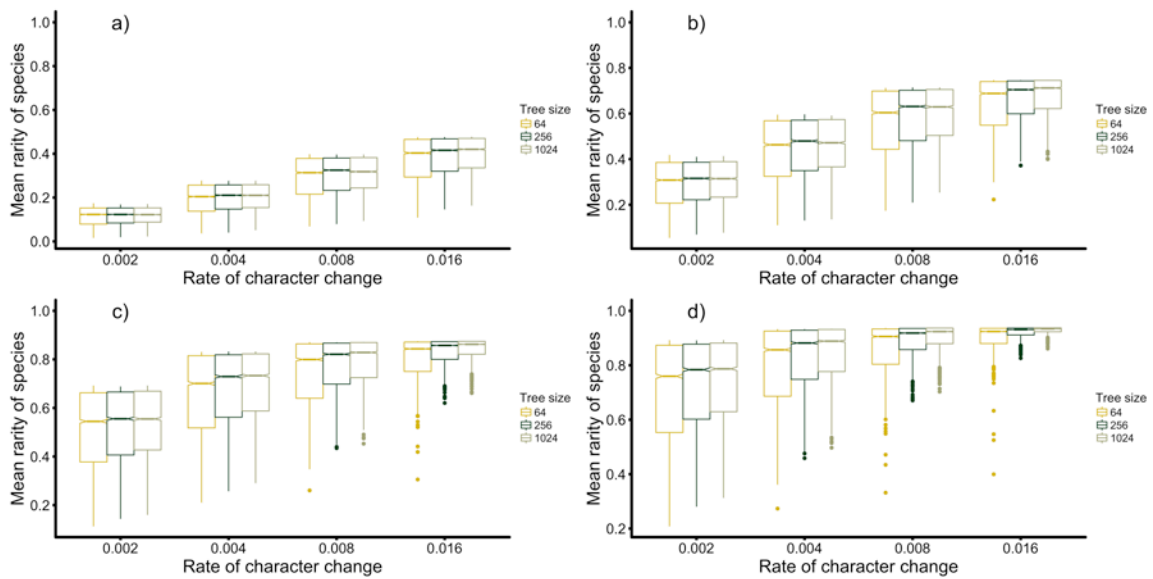 a)
1.0
0.8
0.6
0.4
0.2
0.0
Mean rarity of species
0.002 0.004 0.008 0.016
Rate of character change
Tree size
64
256
1024
b)
1.0
0.8
0.6
0.4
0.2
Mean rarity of species
0.002 0.004 0.008 0.016
Rate of character change
Tree size
64
256
1024
c)
1.0
0.8
0.6
0.4
0.2
Mean rarity of species
0.002 0.004 0.008 0.016
Rate of character change
Tree size
64
256
1024
d)
1.0
0.8
0.6
0.4
0.2
Mean rarity of species
0.002 0.004 0.008 0.016
Rate of character change
Tree size
64
256
1024